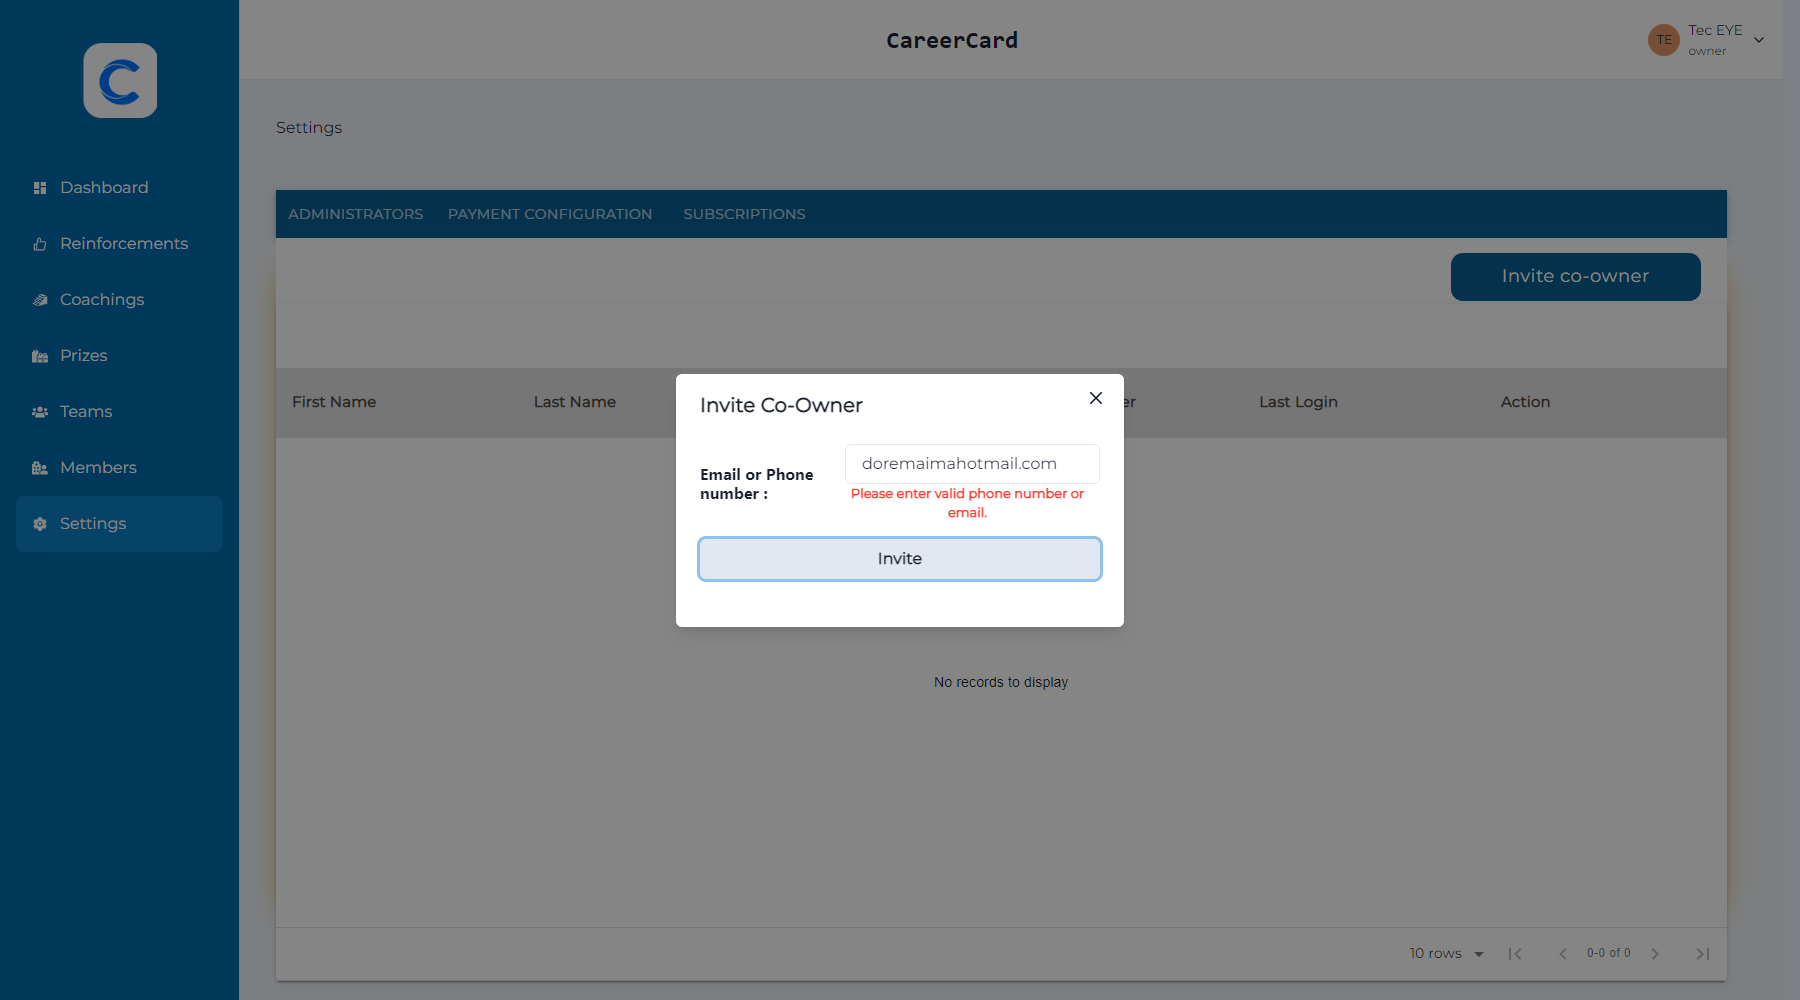 CareerCard
TE
Tec EYE
owner
Dashboard
Reinforcements
Coachings
Prizes
Teams
Members
Settings
Settings
ADMINISTRATORS PAYMENT CONFIGURATION SUBSCRIPTIONS
Invite co-owner
First Name Last Name er Last Login Action
Invite Co-Owner
Email or Phone
number :
doremaimahotmail.com
Please enter valid phone number or
email.
Invite
No records to display
10 rows 0-0 of 0